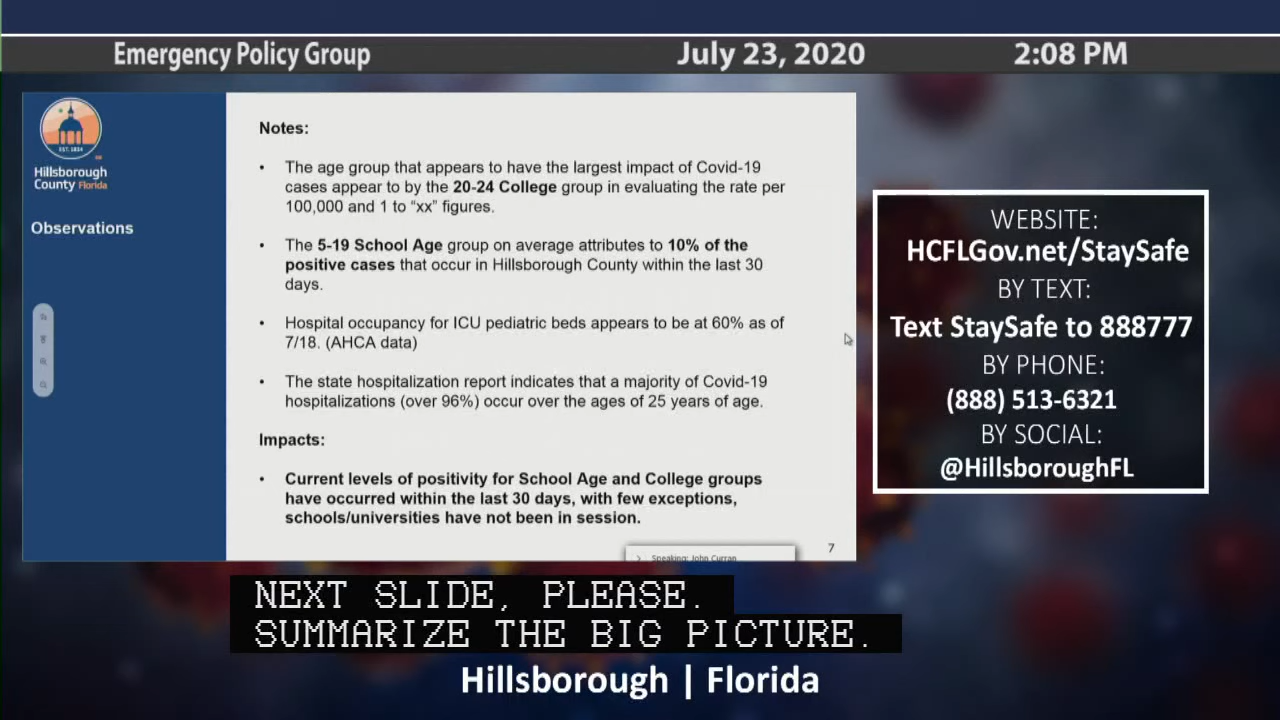 Emergency Policy Group
July 23, 2020
2:08 PM
EST. 1834
Hillsborough
County Florida
Observations
Notes:
• The age group that appears to have the largest impact of Covid-19
cases appear to by the 20-24 College group in evaluating the rate per
100,000 and 1 to “xx” figures.
• The 5-19 School Age group on average attributes to 10% of the
positive cases that occur in Hillsborough County within the last 30
days.
• Hospital occupancy for ICU pediatric beds appears to be at 60% as of
7/18. (AHCA data)
• The state hospitalization report indicates that a majority of Covid-19
hospitalizations (over 96%) occur over the ages of 25 years of age.
Impacts:
• Current levels of positivity for School Age and College groups
have occurred within the last 30 days, with few exceptions,
schools/universities have not been in session.
Speaking: John Curran
7
WEBSITE:
HCFLGov.net/StaySafe
BY TEXT:
Text StaySafe to 888777
BY PHONE:
(888) 513-6321
BY SOCIAL:
@HillsboroughFL
NEXT SLIDE, PLEASE.
SUMMARIZE THE BIG PICTURE.
Hillsborough | Florida